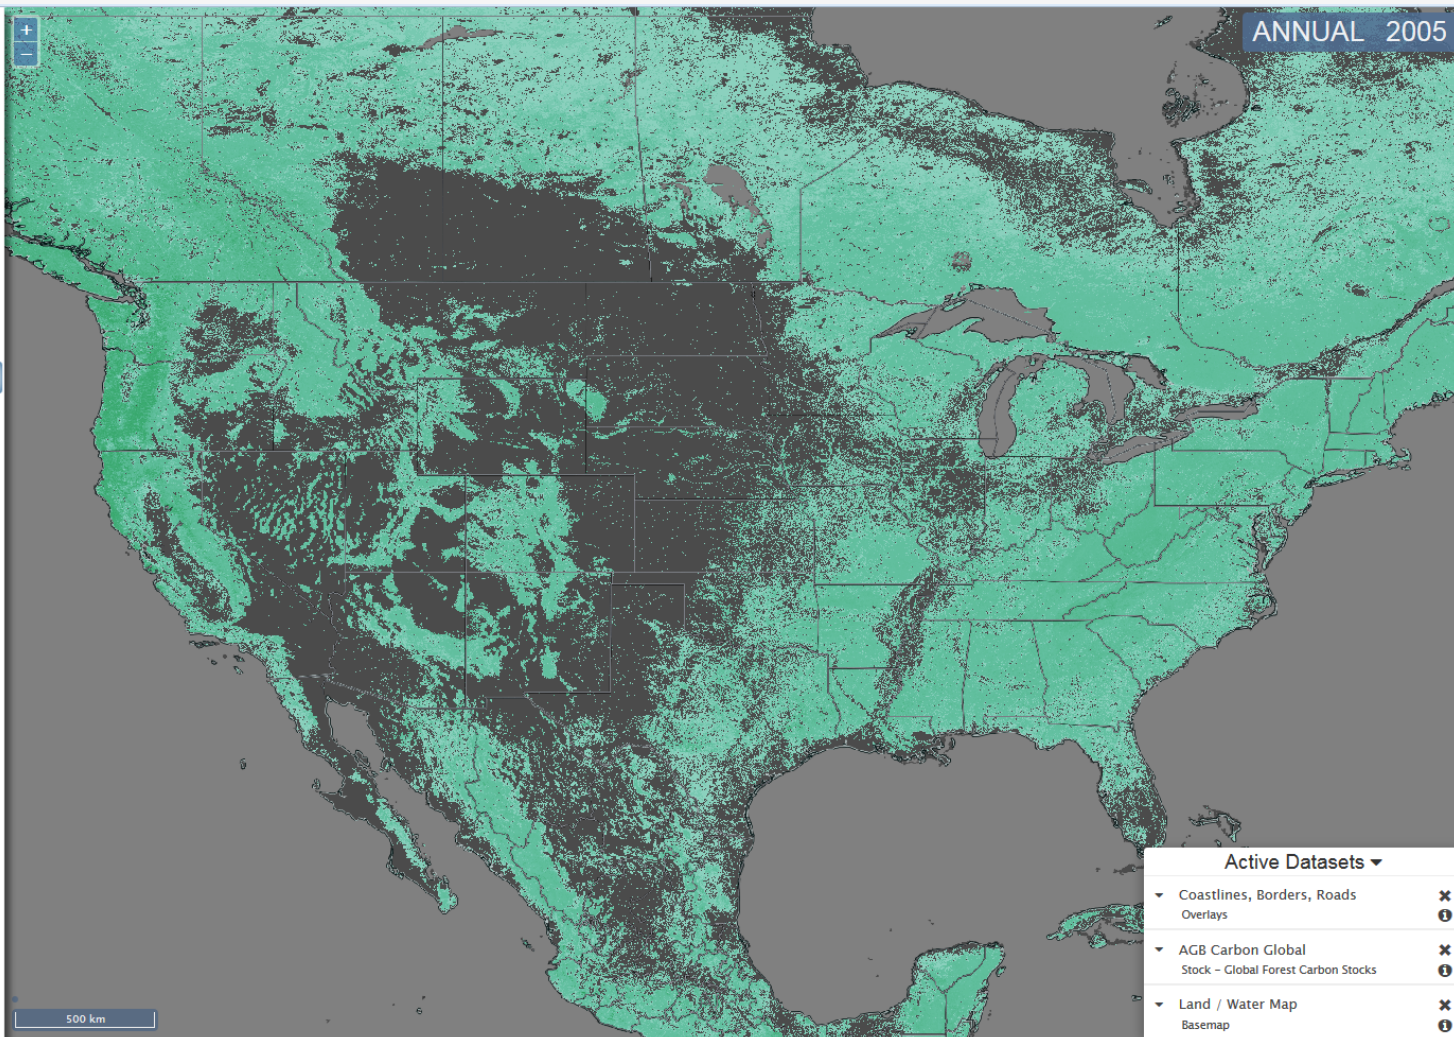 +
ANNUAL 2005
−
Active Datasets
Coastlines, Borders, Roads
Overlays
AGB Carbon Global
Stock – Global Forest Carbon Stocks
Land / Water Map
Basemap
500 km